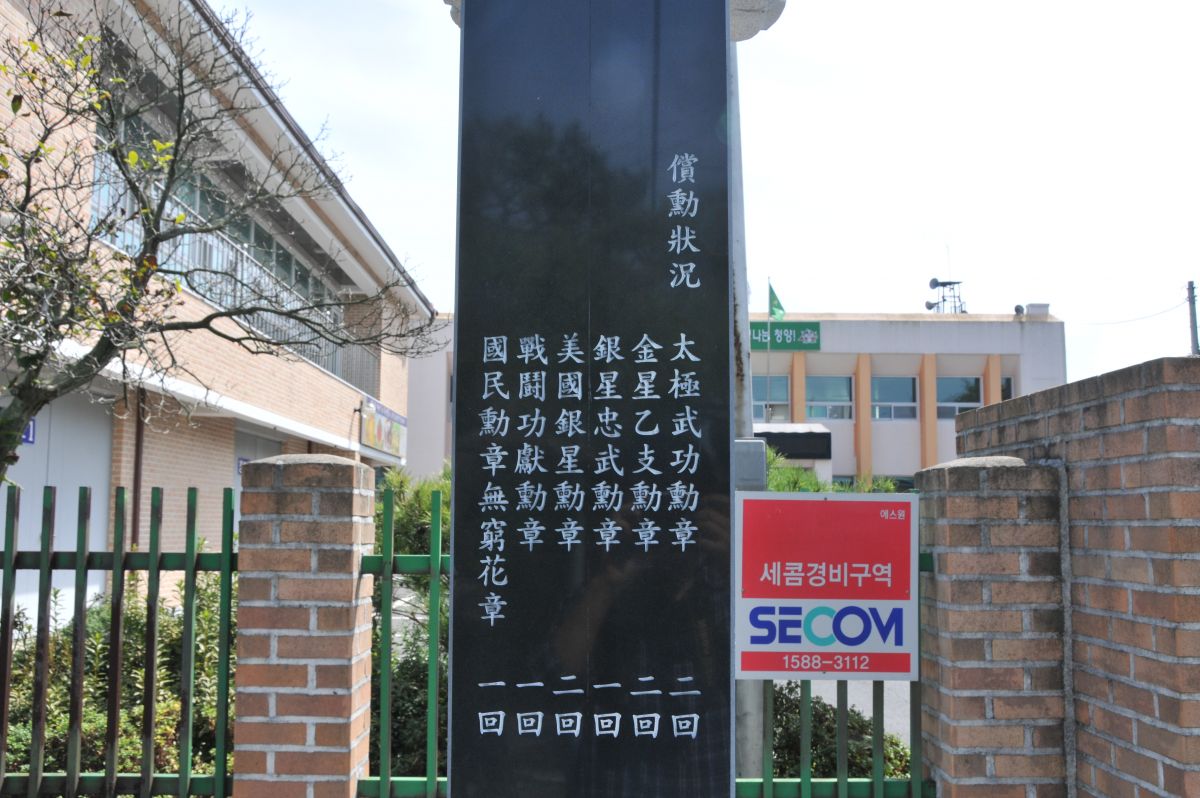 償勳狀況
太極武功勳章 二回
金星乙支勳章 二回
銀星忠武勳章 一回
美國銀星勳章 二回
戰鬪功獻勳章 一回
國民勳章無窮花章 一回
나눔 청양!
에스원
세콤경비구역
SECOM
1588-3112